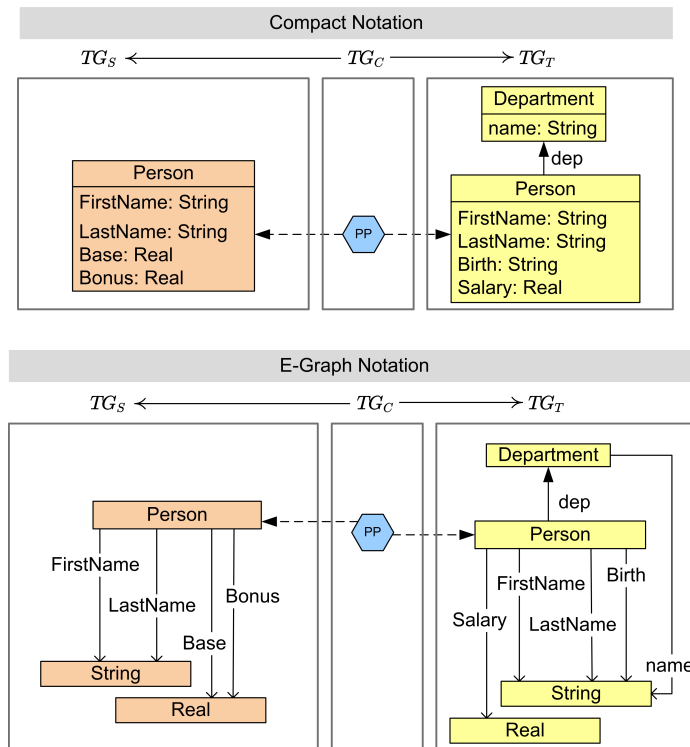 Compact Notation
TG_S TG_C TG_T
Department
name: String
dep
Person
FirstName: String
LastName: String
Base: Real
Bonus: Real
PP
Person
FirstName: String
LastName: String
Birth: String
Salary: Real
E-Graph Notation
TG_S TG_C TG_T
Person
FirstName
LastName
Bonus
Base
String
Real
PP
Department
dep
Person
FirstName
Birth
Salary
LastName
name
String
Real